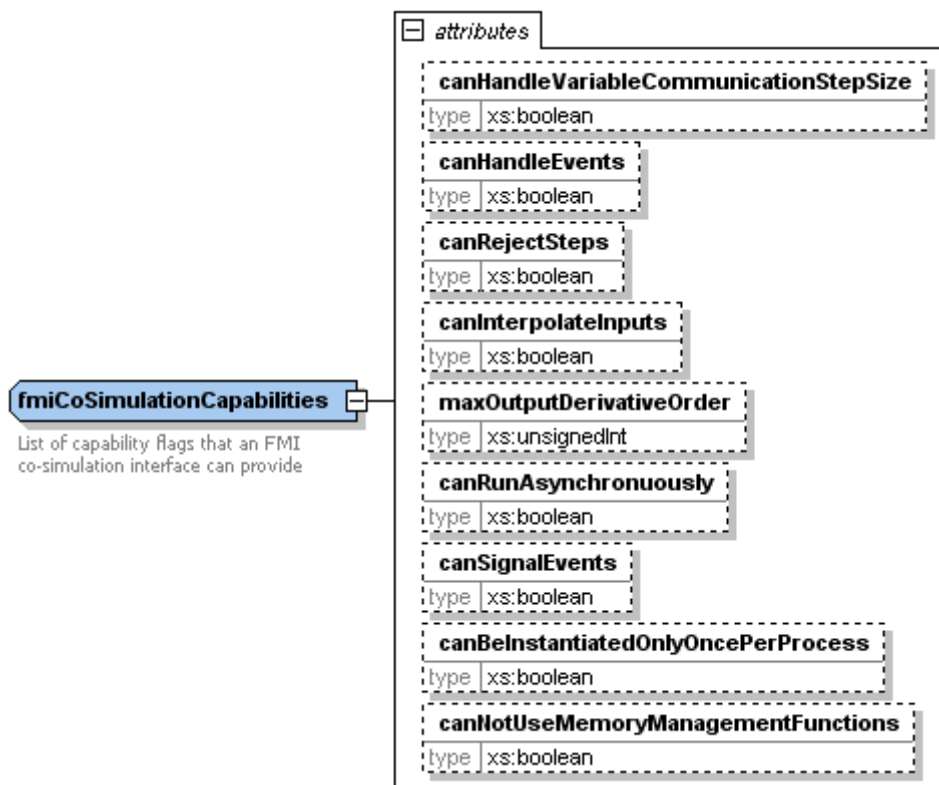 attributes
canHandleVariableCommunicationStepSize
type xs:boolean
canHandleEvents
type xs:boolean
canRejectSteps
type xs:boolean
canInterpolateInputs
type xs:boolean
fmiCoSimulationCapabilities
List of capability flags that an FMI
co-simulation interface can provide
maxOutputDerivativeOrder
type xs:unsignedInt
canRunAsynchronuously
type xs:boolean
canSignalEvents
type xs:boolean
canBeInstantiatedOnlyOncePerProcess
type xs:boolean
canNotUseMemoryManagementFunctions
type xs:boolean